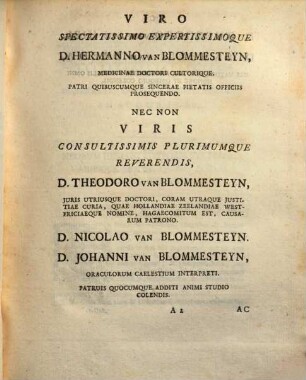 VIRO
SPECTATISSIMO EXPERTISSIMOQUE
D. HERMANNO VAN BLOMMESTEYN,
MEDICINAE DOCTORI CULTORIQUE,
PATRI QUIBUSCUMQUE SINCERAE PIETATIS OFFICIIS
PROSEQUENDO.
NEC NON
VIRIS
CONSULTISSIMIS PLURIMUMQUE
REVERENDIS,
D. THEODORO VAN BLOMMESTEYN,
JURIS UTRIUSQUE DOCTORI, CORAM UTRAQUE JUSTI-
TIAE CURIA, QUAE HOLLANDIAE ZEELANDIAE WEST-
FRICIAEQUE NOMINE, HAGAECOMITUM EST, CAUSA-
RUM PATRONO.
D. NICOLAO VAN BLOMMESTEYN.
D. JOHANNI VAN BLOMMESTEYN,
ORACULORUM CAELESTIUM INTERPRETI.
PATRUIS QUOCUMQUE ADDITI ANIMI STUDIO
COLENDIS.
A 2 AC